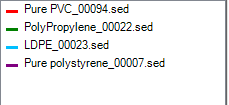 Pure PVC_00094.sed
PolyPropylene_00022.sed
LDPE_00023.sed
Pure polystyrene_00007.sed